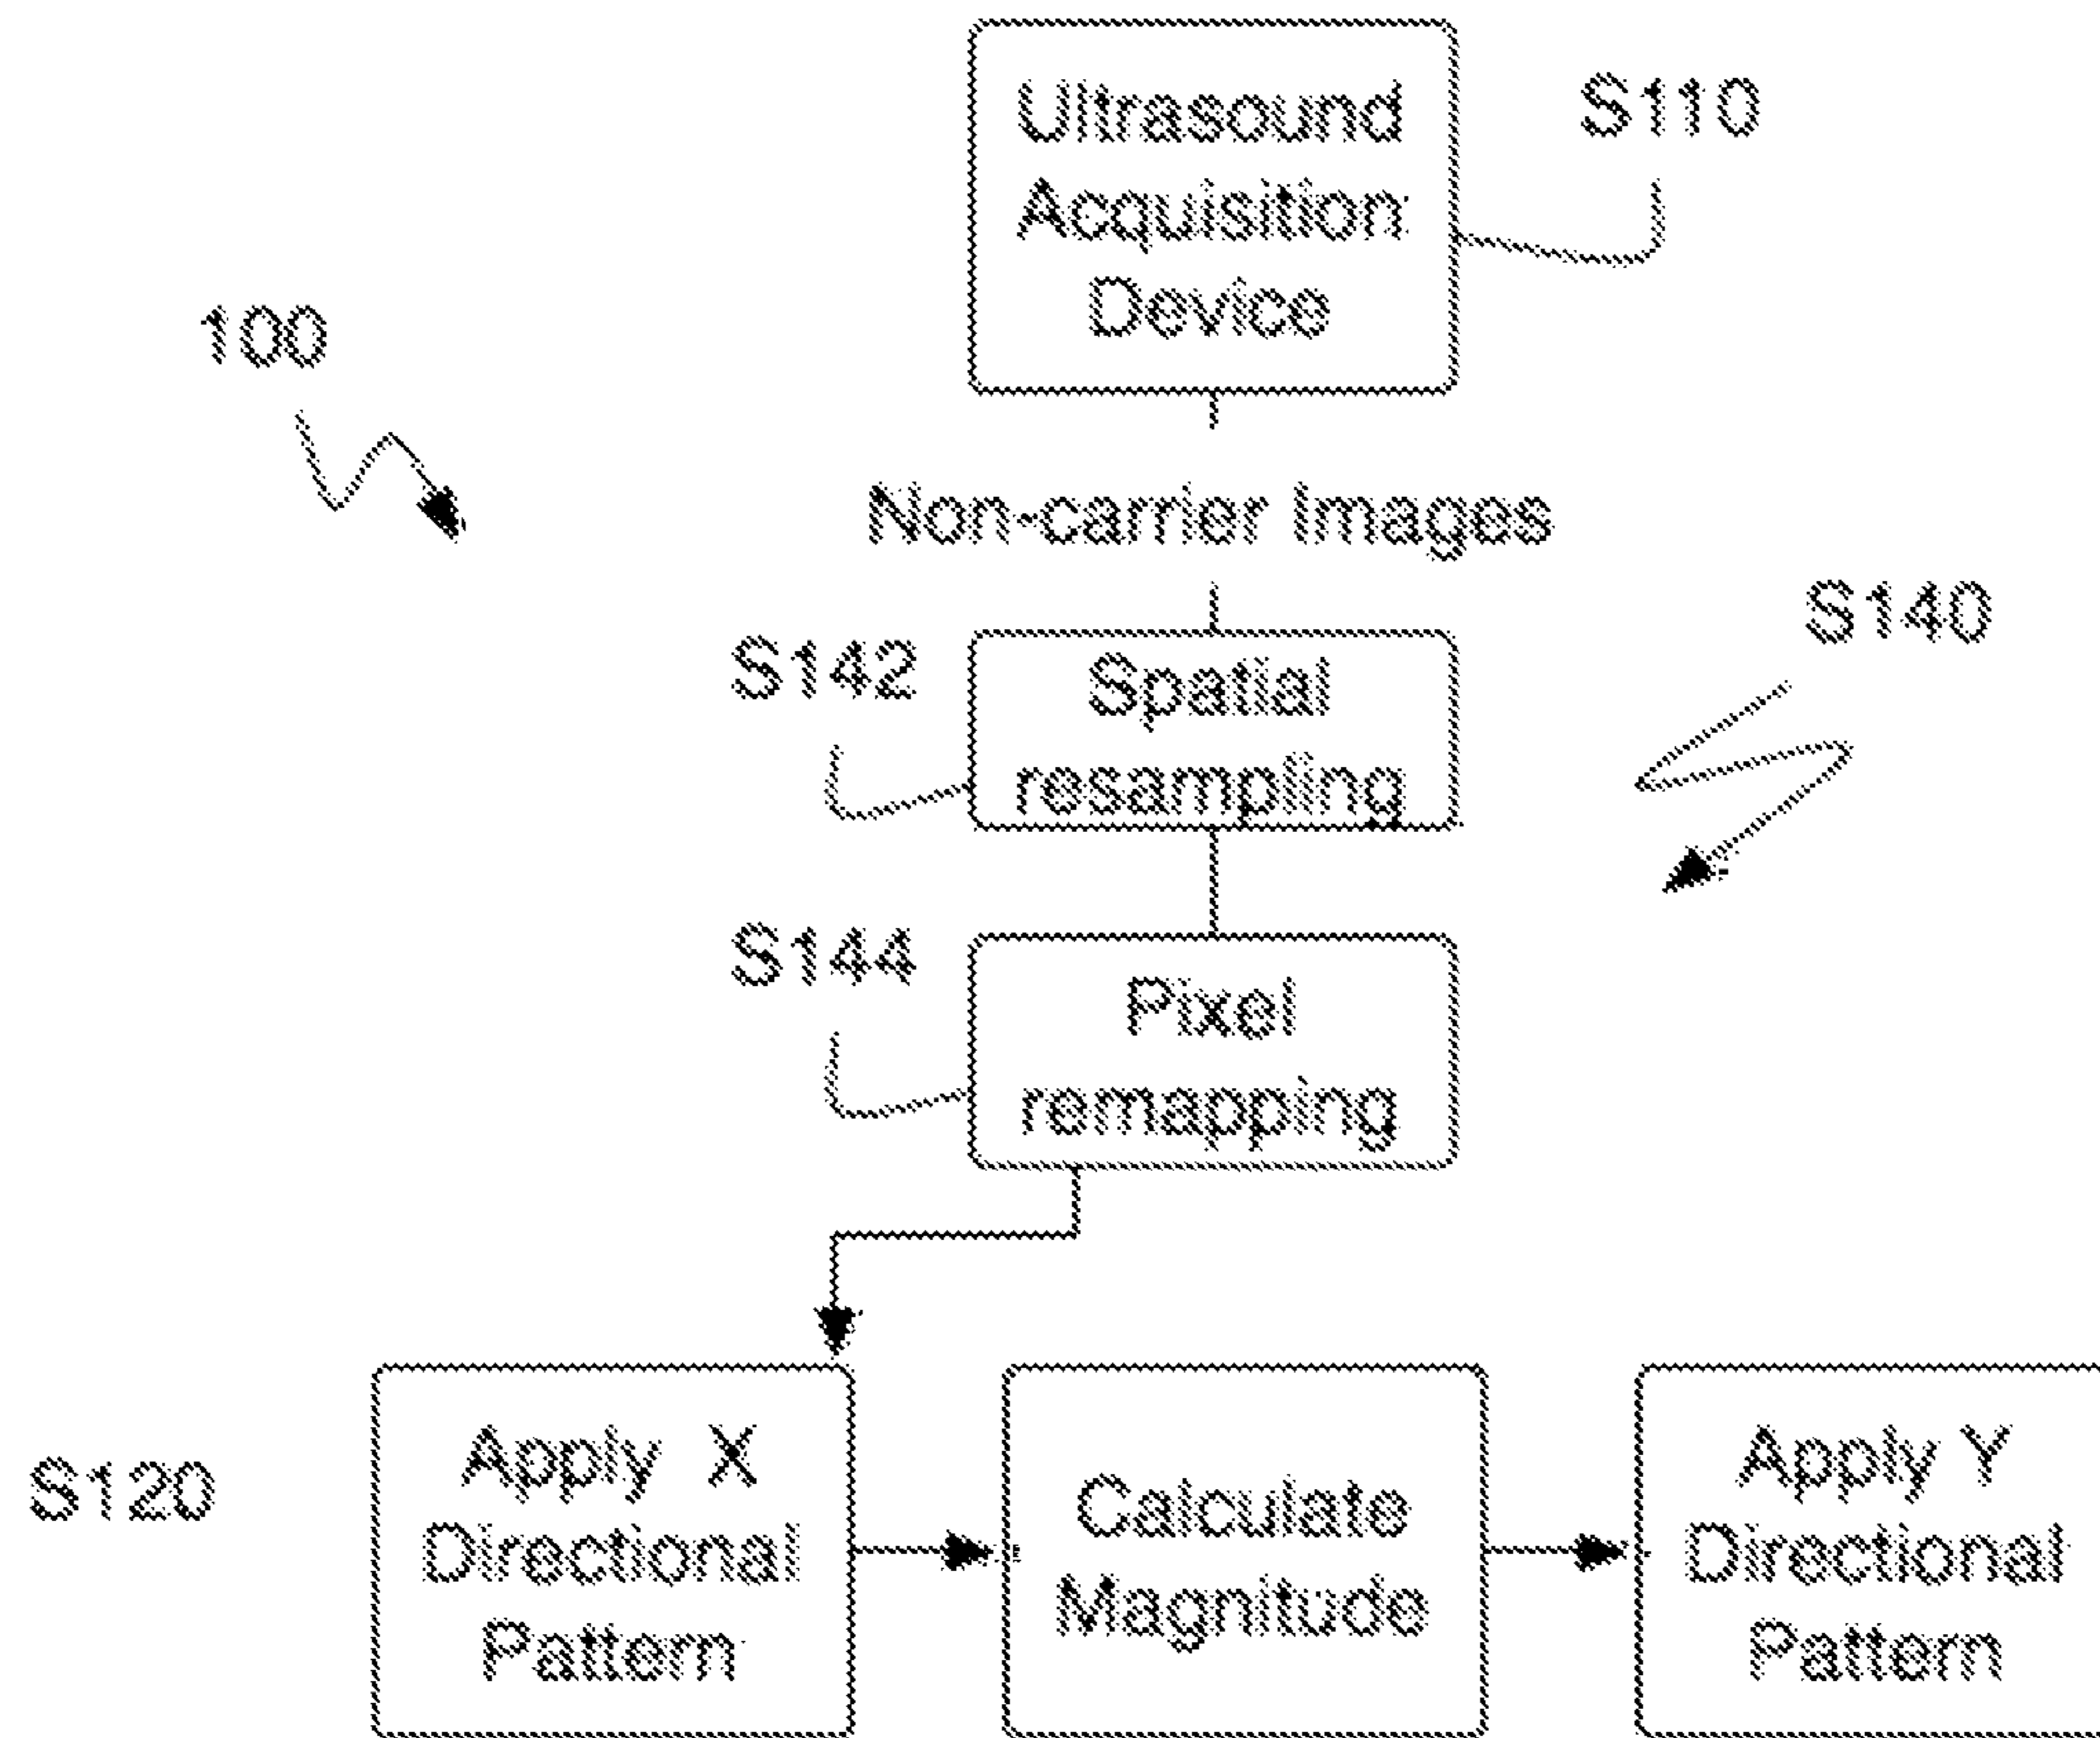 Ultrasound
Acquisition
Device
S110
100
Non-carrier Images
S140
S142
Spatial
resampling
S144
Pixel
remapping
S120
Apply X
Directional
Pattern
Calculate
Magnitude
Apply Y
Directional
Pattern